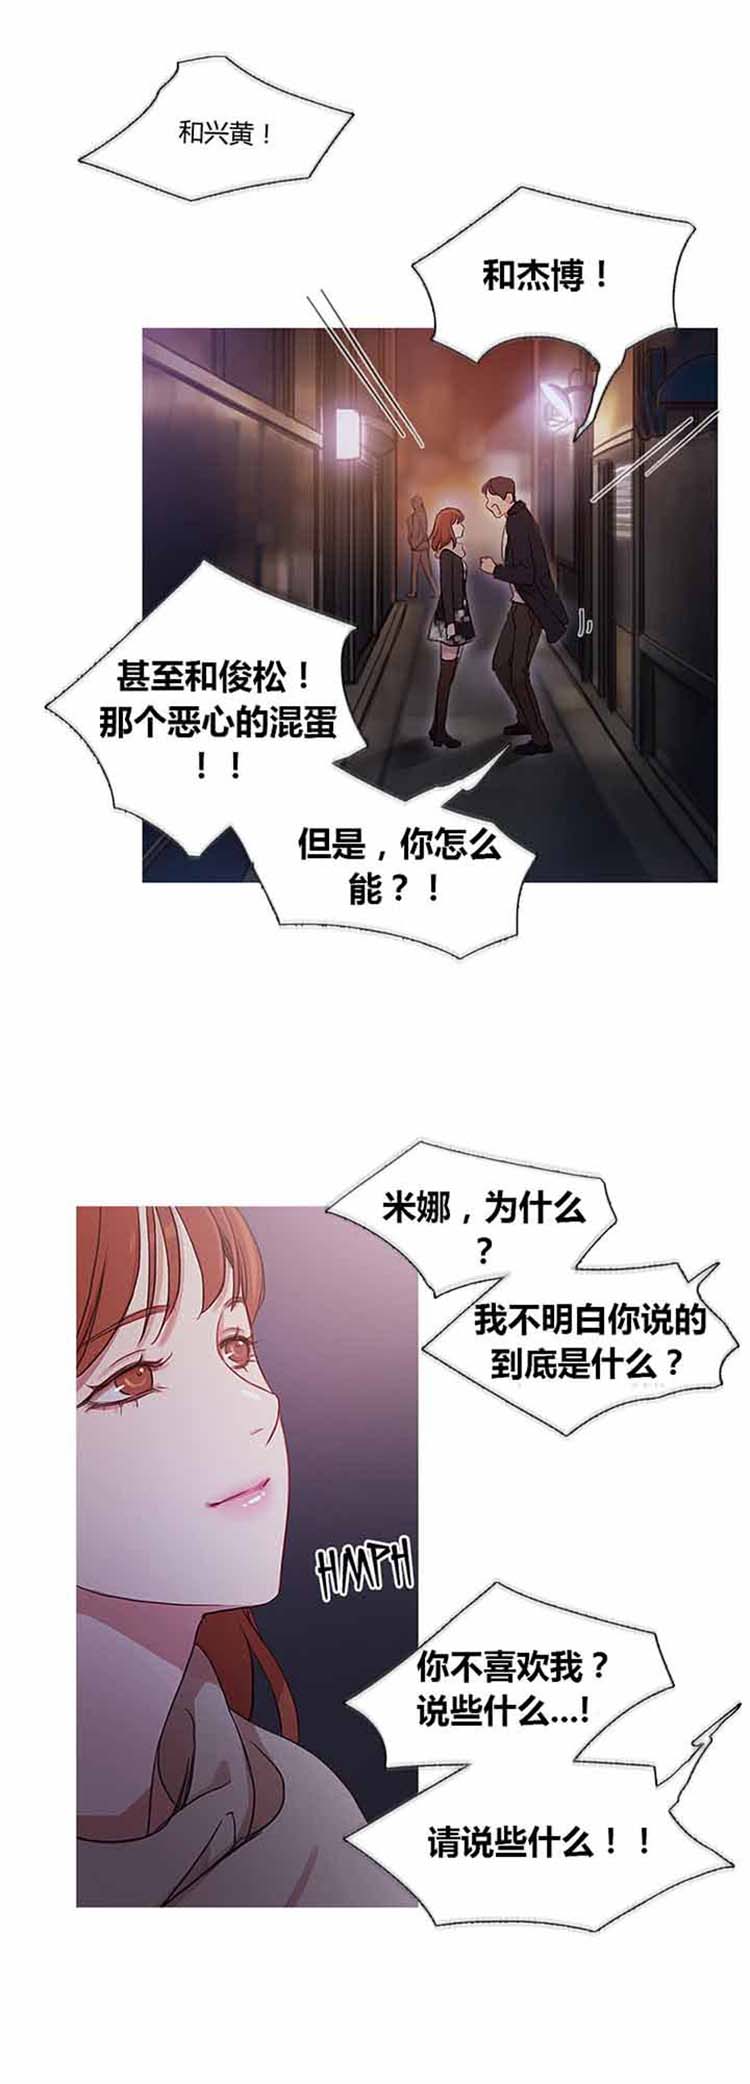 和兴黄！
和杰博！
甚至和俊松！
那个恶心的混蛋
！！
但是，你怎么
能？！
米娜，为什么
？
我不明白你说的
到底是什么？
HMPH
你不喜欢我？
说些什么...!
请说些什么！！